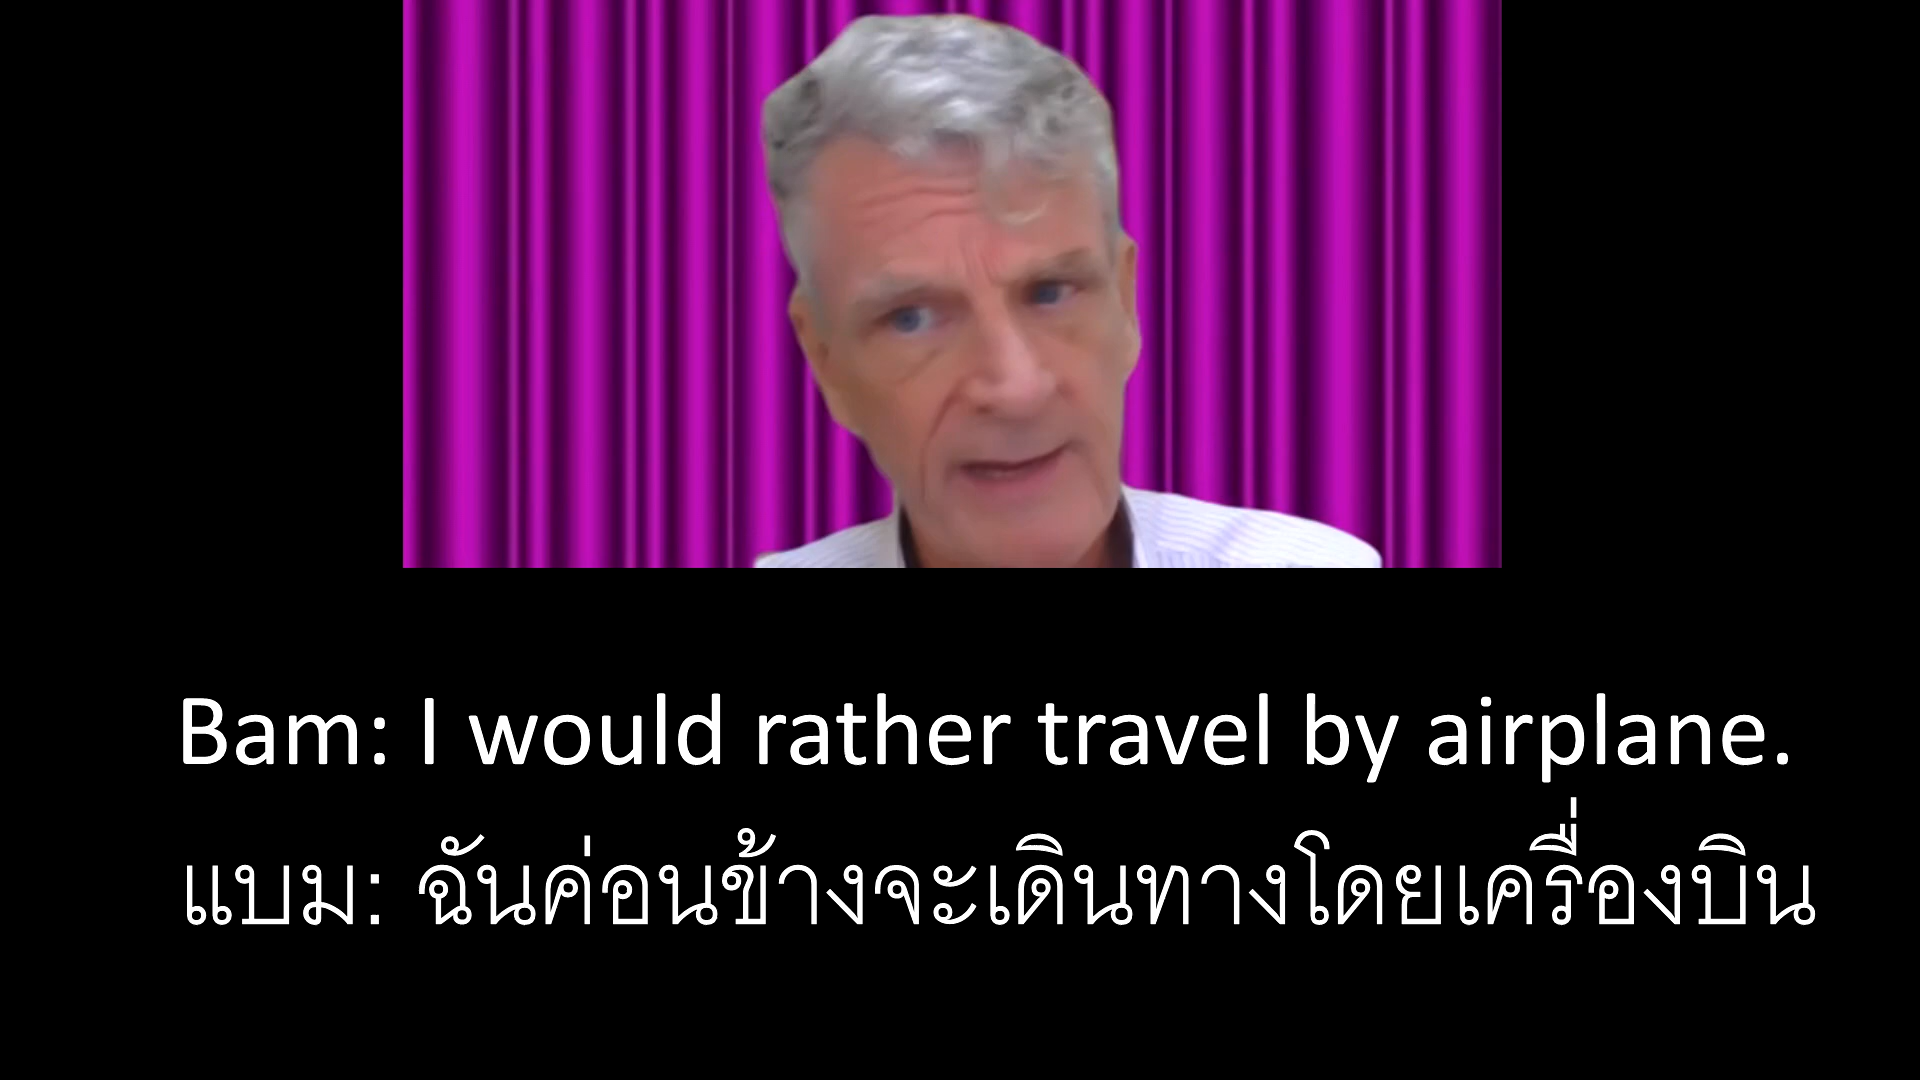 Bam: I would rather travel by airplane.
แบม: ฉันค่อนข้างจะเดินทางโดยเครื่องบิน